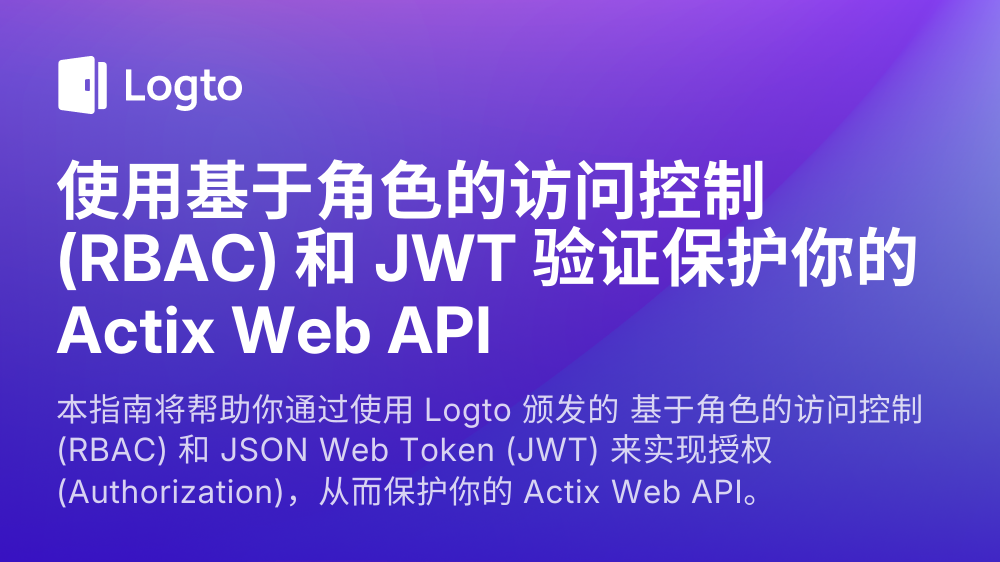 Logto
使用基于角色的访问控制
(RBAC) 和 JWT 验证保护你的
Actix Web API
本指南将帮助你通过使用 Logto 颁发的 基于角色的访问控制
(RBAC) 和 JSON Web Token (JWT) 来实现授权
(Authorization)，从而保护你的 Actix Web API。